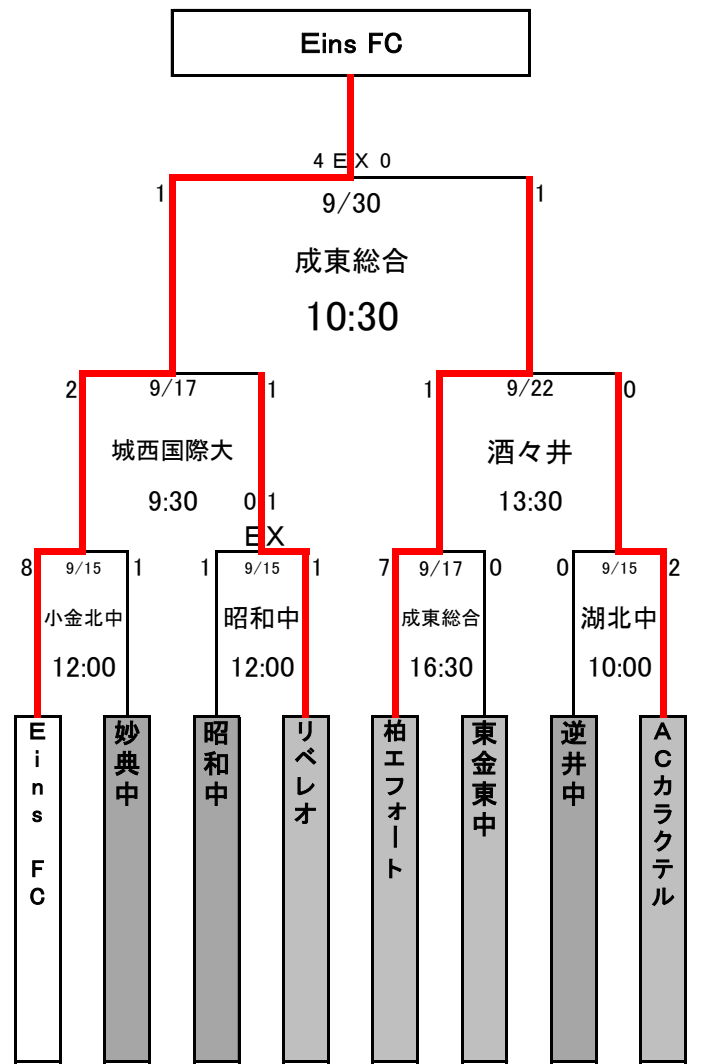 Eins FC
4 EX 0
1 9/30 1
成東総合
10:30
2 9/17 1
1 9/22 0
城西国際大
酒々井
9:30
13:30
0 1
EX
8 9/15 1
1 9/15 1
7 9/17 0
0 9/15 2
小金北中
昭和中
成東総合
湖北中
12:00
12:00
16:30
10:00
Eins FC
妙典中
昭和中
リベレオ
柏エフォート
東金東中
逆井中
ACカラクテル